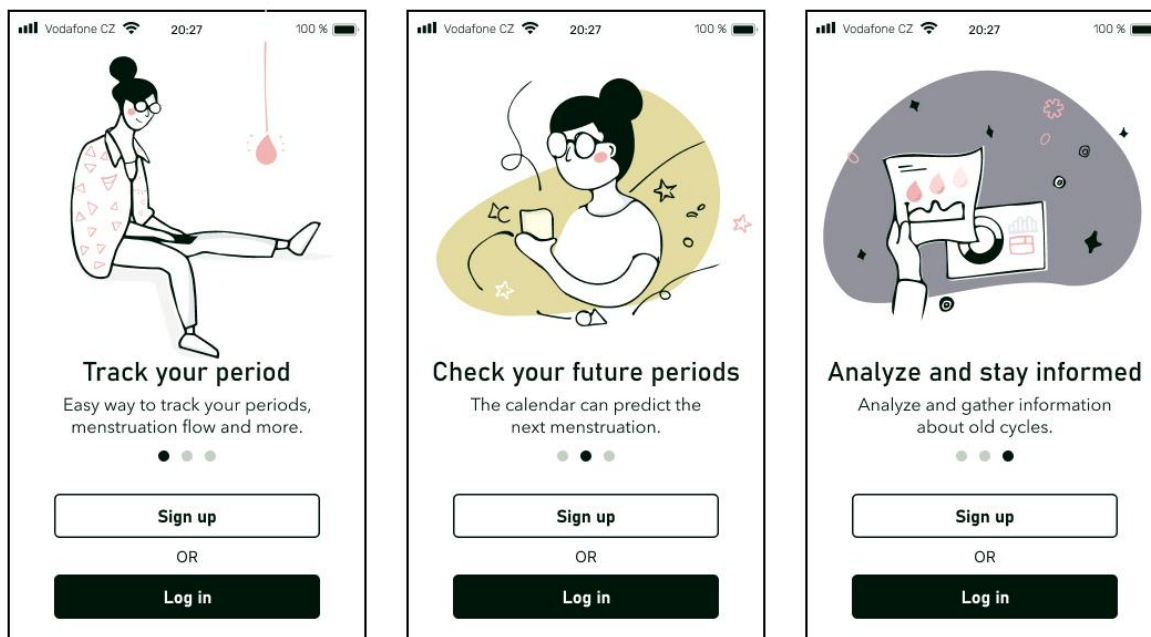 Vodafone CZ 20:27 100 %
Track your period
Easy way to track your periods,
menstruation flow and more.
Sign up
OR
Log in
Vodafone CZ 20:27 100 %
Check your future periods
The calendar can predict the
next menstruation.
Sign up
OR
Log in
Vodafone CZ 20:27 100 %
Analyze and stay informed
Analyze and gather information
about old cycles.
Sign up
OR
Log in